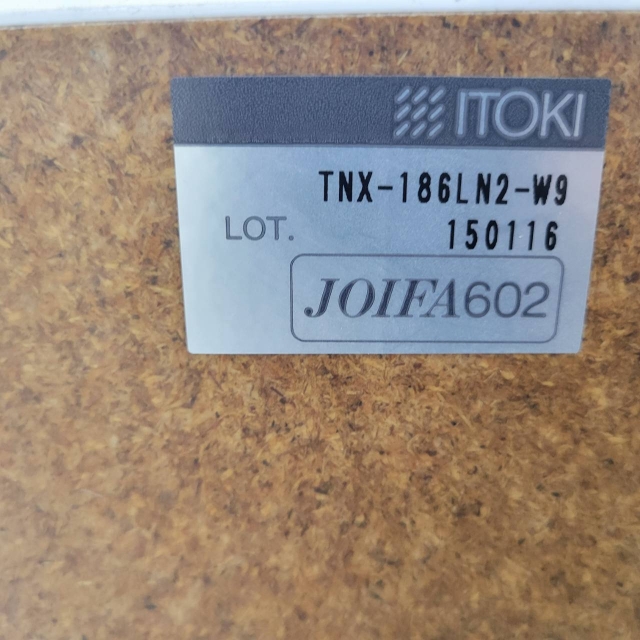 ITOKI
TNX-186LN2-W9
LOT. 150116
JOIFA602